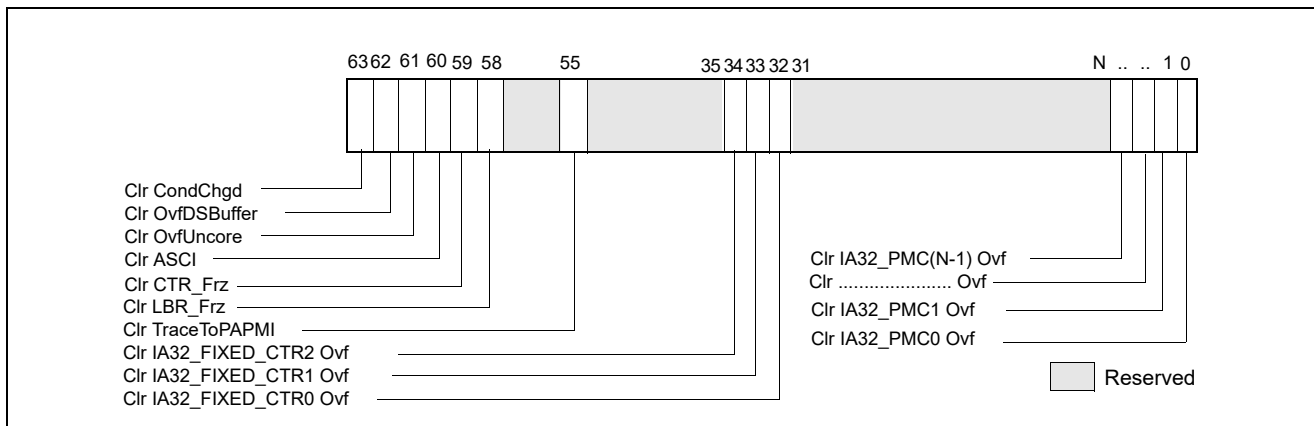 63 62 61 60 59 58 55 35 34 33 32 31 N .. .. 1 0
Clr CondChgd
Clr OvfDSBuffer
Clr OvfUncore
Clr ASCI
Clr CTR_Frz
Clr LBR_Frz
Clr TraceToPAPMI
Clr IA32_FIXED_CTR2 Ovf
Clr IA32_FIXED_CTR1 Ovf
Clr IA32_FIXED_CTR0 Ovf
Clr IA32_PMC(N-1) Ovf
Clr ...................... Ovf
Clr IA32_PMC1 Ovf
Clr IA32_PMC0 Ovf
Reserved